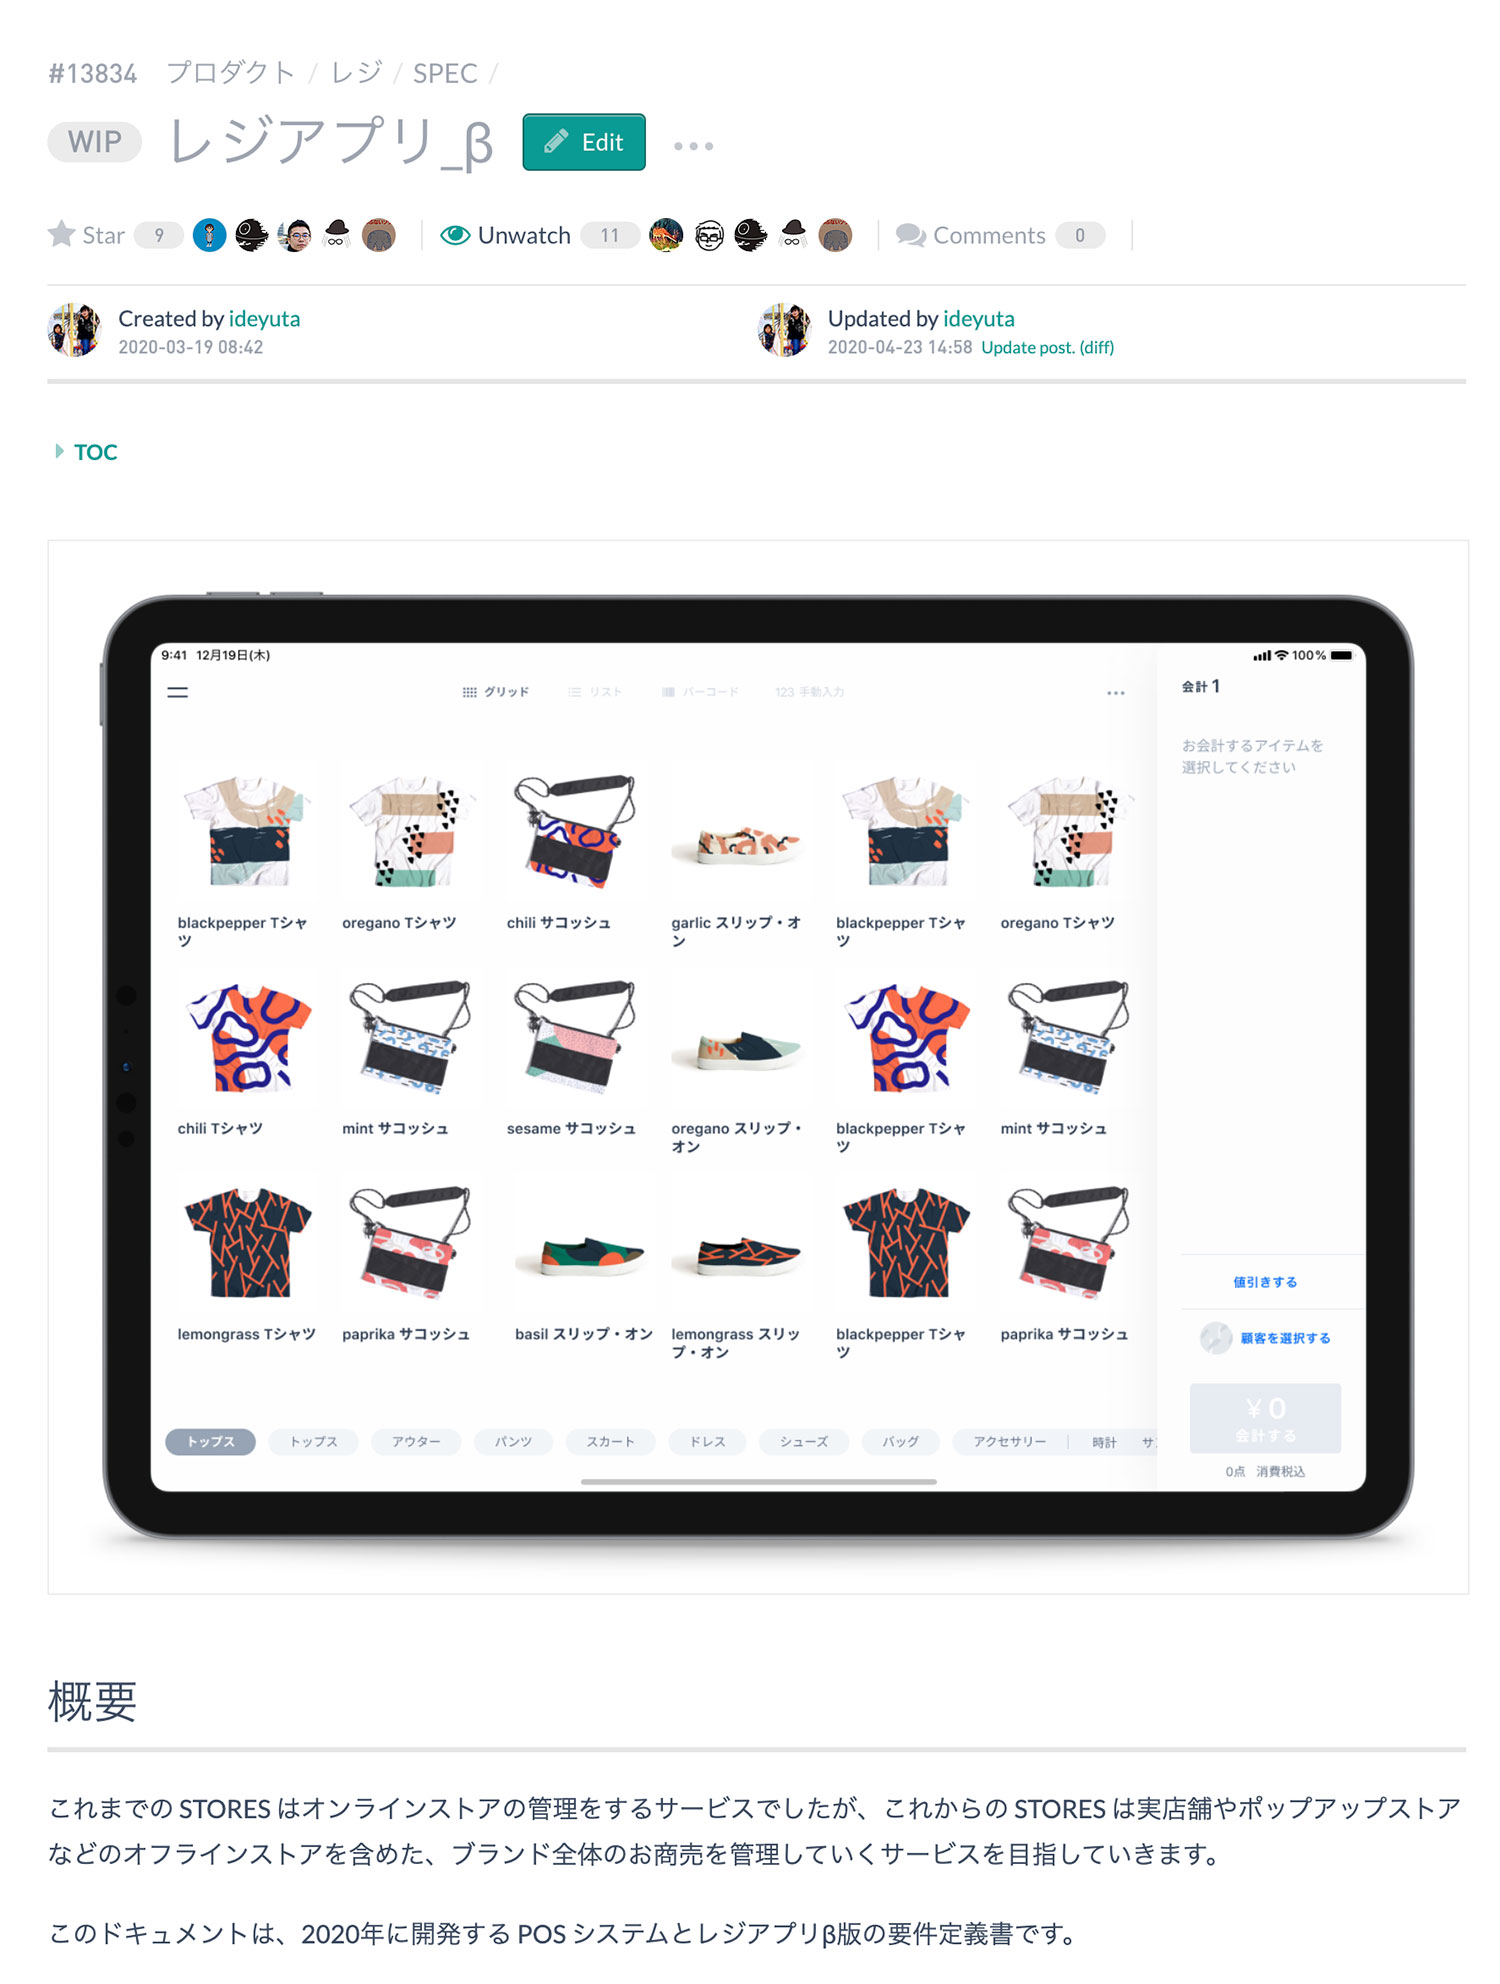 #13834 プロダクト / レジ / SPEC /
WIP レジアプリ_β Edit
Star 9 Unwatch 11 Comments 0
Created by ideyuta
2020-03-19 08:42
Updated by ideyuta
2020-04-23 14:58 Update post. (diff)
TOC
9:41 12月19日(木)
100%
グリッド リスト バーコード 123 手動入力
会計 1
お会計するアイテムを
選択してください
blackpepper Tシャ
ツ
oregano Tシャツ
chili サコッシュ
garlic スリップ・オ
ン
blackpepper Tシャ
ツ
oregano Tシャツ
chili Tシャツ
mint サコッシュ
sesame サコッシュ
oregano スリップ・
オン
blackpepper Tシャ
ツ
mint サコッシュ
lemongrass Tシャツ
paprika サコッシュ
basil スリップ・オン
lemongrass スリッ
プ・オン
blackpepper Tシャ
ツ
paprika サコッシュ
値引きする
顧客を選択する
¥0
会計する
0点 消費税込
トップス トップス アウター パンツ スカート ドレス シューズ バッグ アクセサリー 時計
概要
これまでの STORES はオンラインストアの管理をするサービスでしたが、これからの STORES は実店舗やポップアップストア
などのオフラインストアを含めた、ブランド全体のお商売を管理していくサービスを目指していきます。
このドキュメントは、2020年に開発する POS システムとレジアプリβ版の要件定義書です。